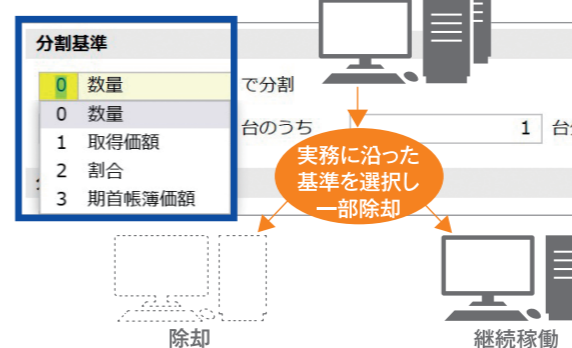 分割基準
0 数量 で分割
0 数量
1 取得価額
2 割合
3 期首帳簿価額
台のうち 1 台
実務に沿った
基準を選択し
一部除却
除却
継続稼働